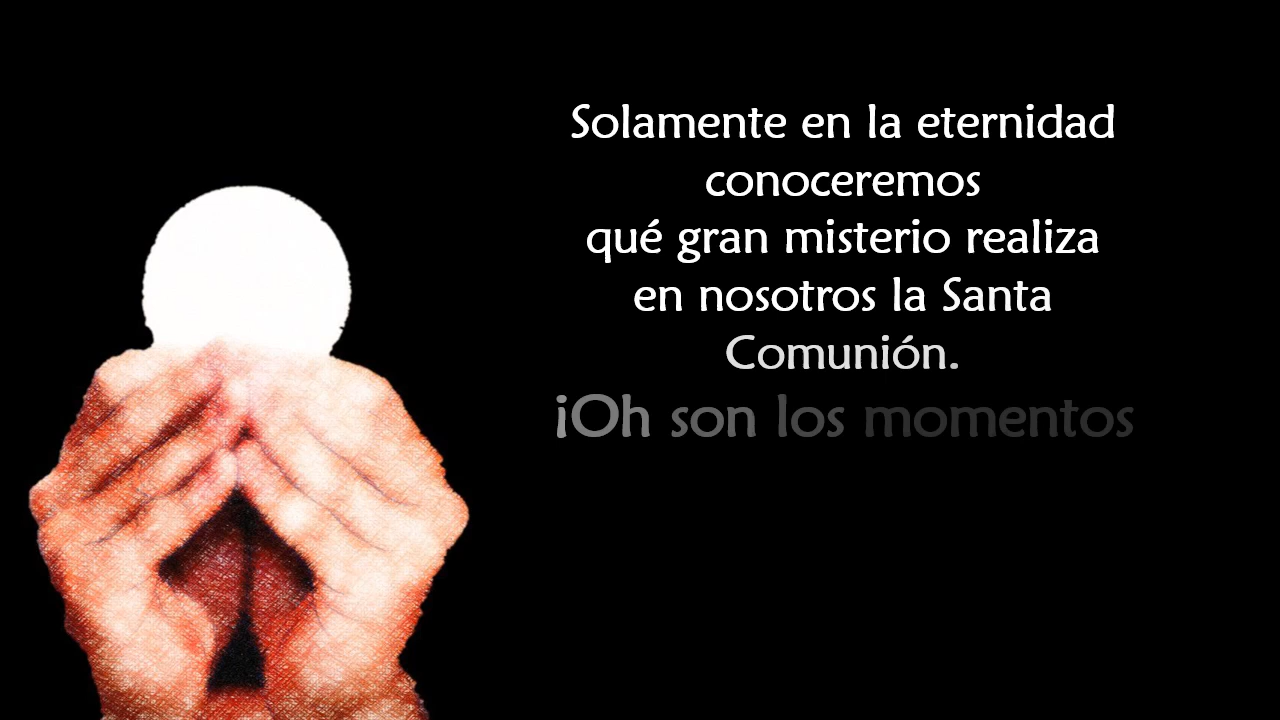 Solamente en la eternidad
conoceremos
qué gran misterio realiza
en nosotros la Santa
Comunión.
¡Oh son los momentos